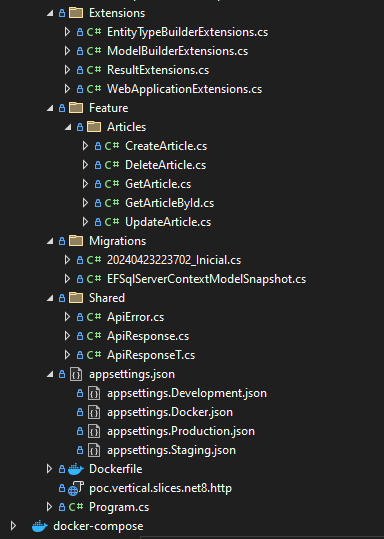 Extensions
C# EntityTypeBuilderExtensions.cs
C# ModelBuilderExtensions.cs
C# ResultExtensions.cs
C# WebApplicationExtensions.cs
Feature
Articles
C# CreateArticle.cs
C# DeleteArticle.cs
C# GetArticle.cs
C# GetArticleById.cs
C# UpdateArticle.cs
Migrations
C# 20240423223702_Inicial.cs
C# EFSqlServerContextModelSnapshot.cs
Shared
C# ApiError.cs
C# ApiResponse.cs
C# ApiResponseT.cs
appsettings.json
appsettings.Development.json
appsettings.Docker.json
appsettings.Production.json
appsettings.Staging.json
Dockerfile
poc.vertical.slices.net8.http
C# Program.cs
docker-compose